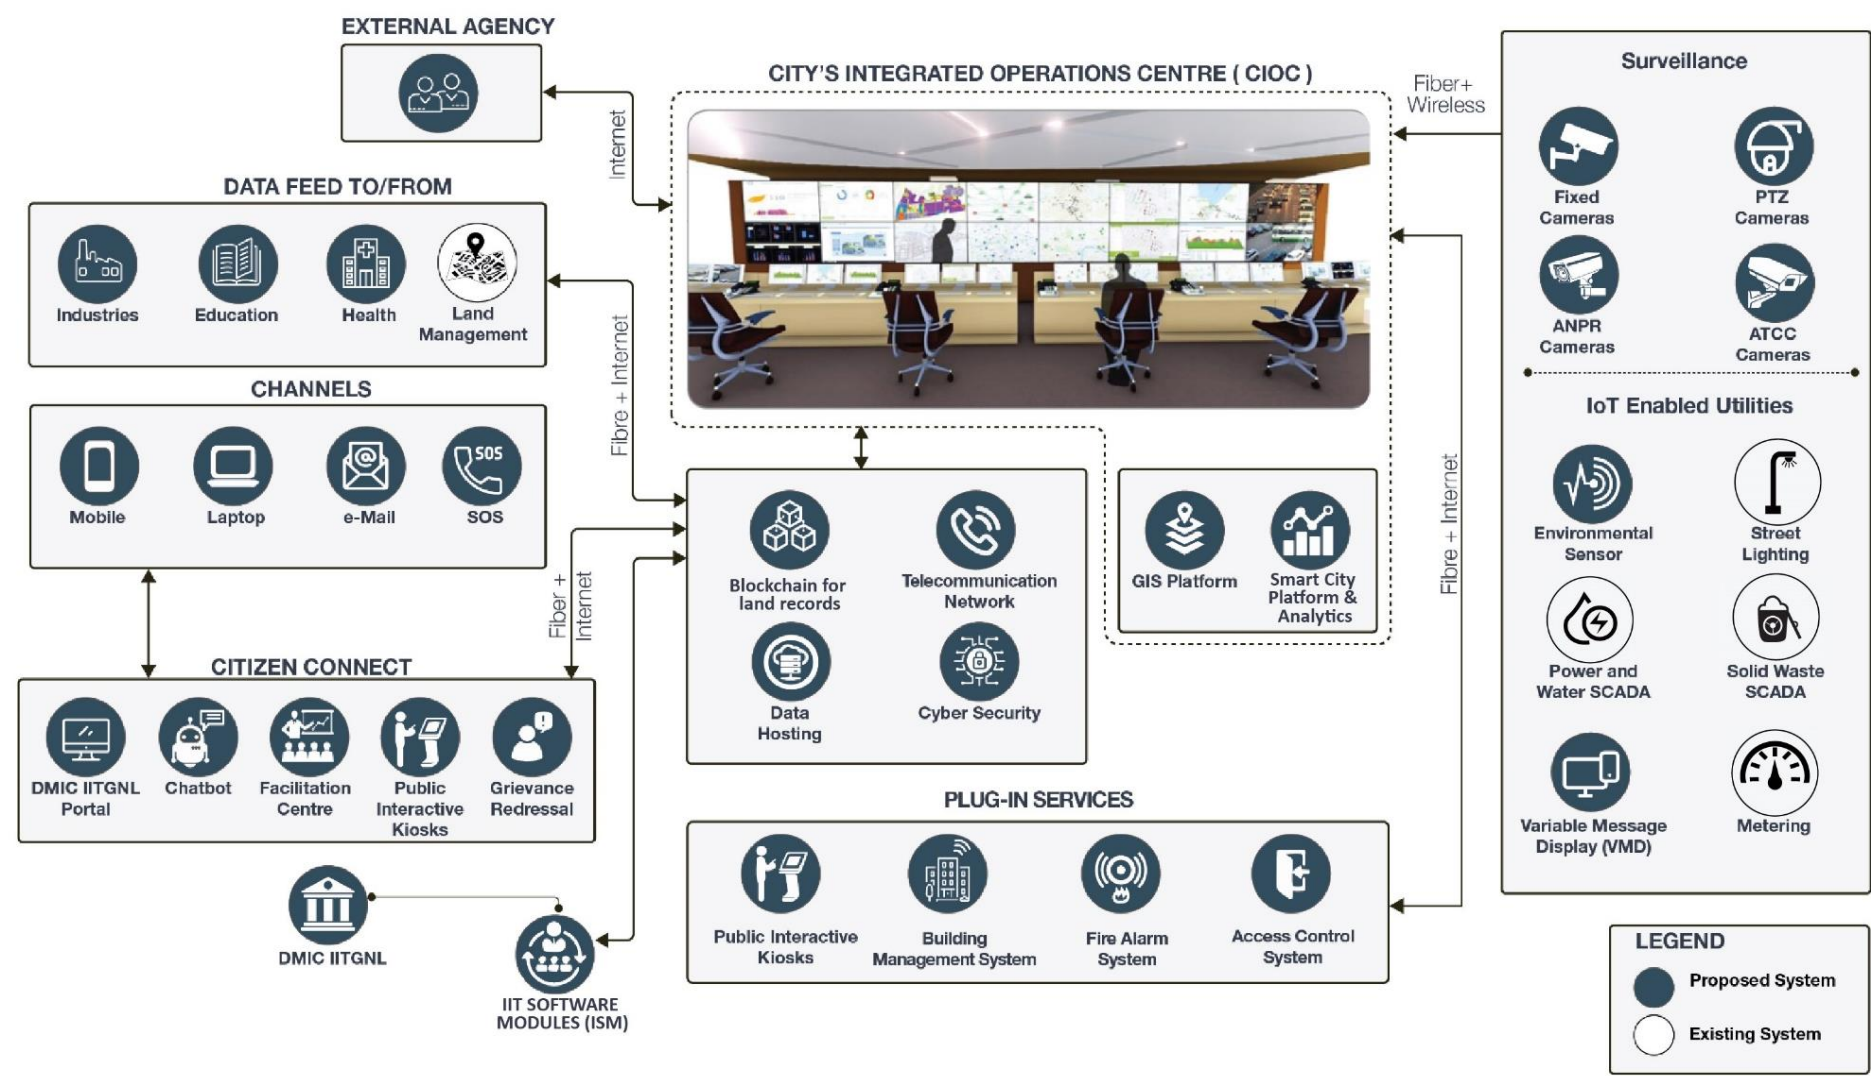 EXTERNAL AGENCY
Internet
CITY'S INTEGRATED OPERATIONS CENTRE ( CIOC )
Fiber+
Wireless
DATA FEED TO/FROM
Industries
Education
Health
Land
Management
Fibre + Internet
CHANNELS
Mobile
Laptop
e-Mail
SOS
SOS
Fiber +
Internet
CITIZEN CONNECT
DMIC IITGNL
Portal
Chatbot
Facilitation
Centre
Public
Interactive
Kiosks
Grievance
Redressal
DMIC IITGNL
IIT SOFTWARE
MODULES (ISM)
Blockchain for
land records
Telecommunication
Network
Data
Hosting
Cyber Security
GIS Platform
Smart City
Platform &
Analytics
Fibre + Internet
PLUG-IN SERVICES
Public Interactive
Kiosks
Building
Management System
Fire Alarm
System
Access Control
System
Surveillance
Fixed
Cameras
PTZ
Cameras
ANPR
Cameras
ATCC
Cameras
IoT Enabled Utilities
Environmental
Sensor
Street
Lighting
Power and
Water SCADA
Solid Waste
SCADA
Variable Message
Display (VMD)
Metering
LEGEND
Proposed System
Existing System